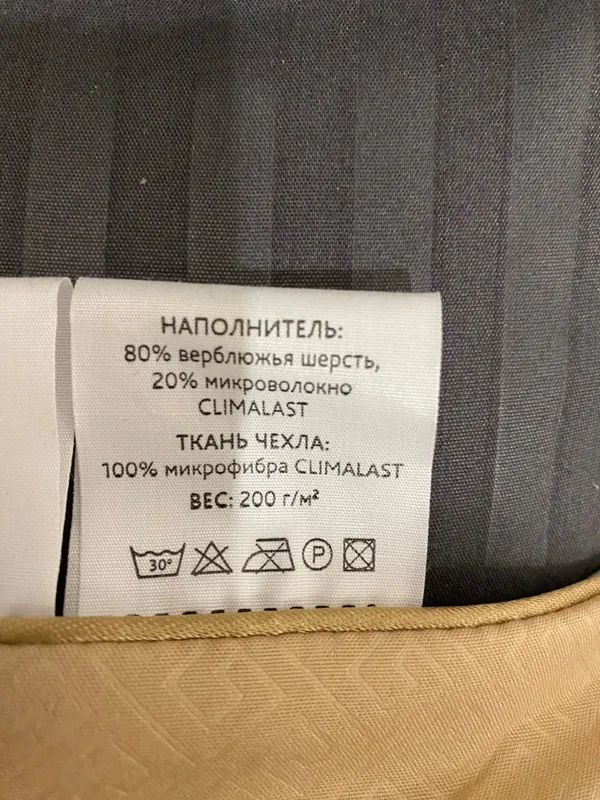 НАПОЛНИТЕЛЬ:
80% верблюжья шерсть,
20% микроволокно
CLIMALAST
ТКАНЬ ЧЕХЛА:
100% микрофибра CLIMALAST
ВЕС: 200 г/м²
30° P